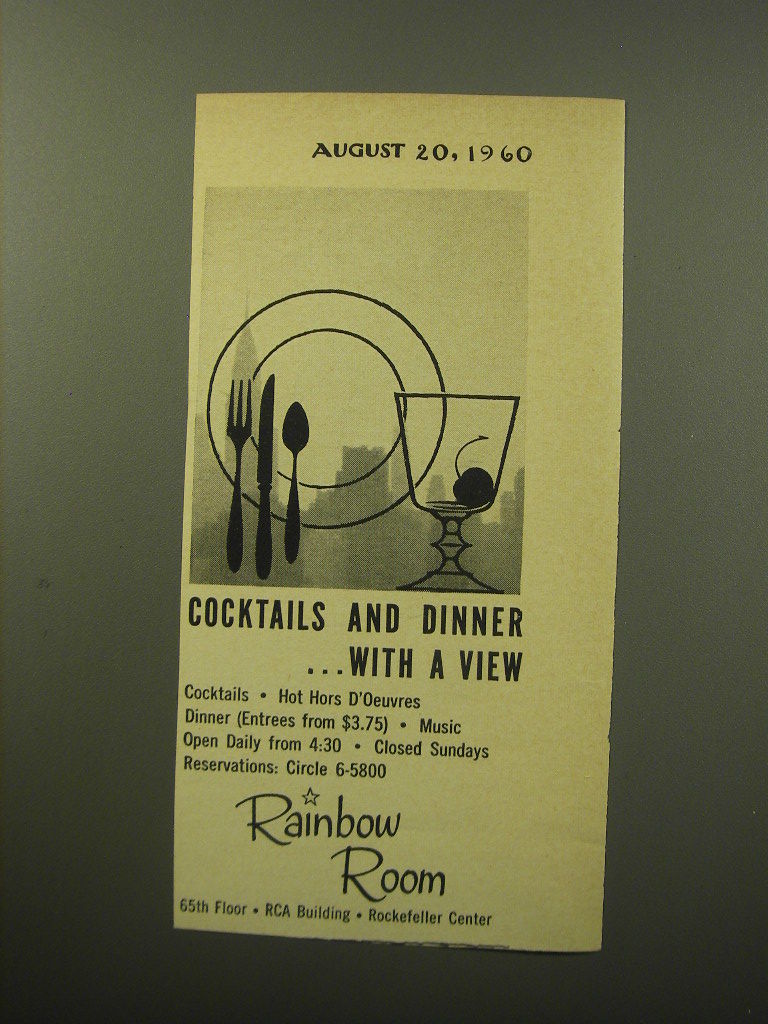 AUGUST 20, 1960
COCKTAILS AND DINNER
...WITH A VIEW
Cocktails • Hot Hors D'Oeuvres
Dinner (Entrees from $3.75) • Music
Open Daily from 4:30 • Closed Sundays
Reservations: Circle 6-5800
Rainbow
Room
65th Floor • RCA Building • Rockefeller Center